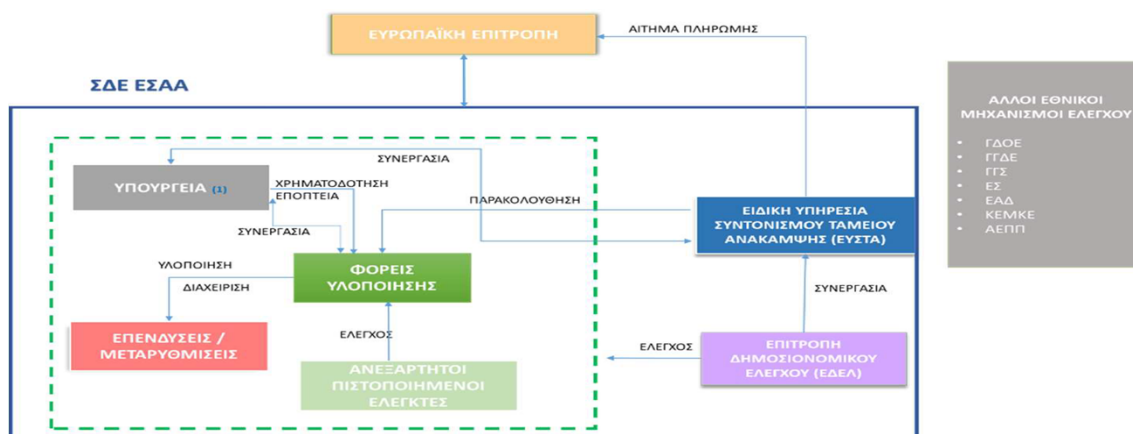 ΕΥΡΩΠΑΪΚΗ ΕΠΙΤΡΟΠΗ
ΑΙΤΗΜΑ ΠΛΗΡΩΜΗΣ
ΣΔΕ ΕΣΑΑ
ΑΛΛΟΙ ΕΘΝΙΚΟΙ
ΜΗΧΑΝΙΣΜΟΙ ΕΛΕΓΧΟΥ
• ΓΔΟΕ
• ΓΓΔΕ
• ΓΓΣ
• ΕΣ
• ΕΑΔ
• ΚΕΜΚΕ
• ΑΕΠΠ
ΣΥΝΕΡΓΑΣΙΑ
ΥΠΟΥΡΓΕΙΑ (1)
ΧΡΗΜΑΤΟΔΟΤΗΣΗ
ΕΠΟΠΤΕΙΑ
ΠΑΡΑΚΟΛΟΥΘΗΣΗ
ΕΙΔΙΚΗ ΥΠΗΡΕΣΙΑ
ΣΥΝΤΟΝΙΣΜΟΥ ΤΑΜΕΙΟΥ
ΑΝΑΚΑΜΨΗΣ (ΕΥΣΤΑ)
ΣΥΝΕΡΓΑΣΙΑ
ΥΛΟΠΟΙΗΣΗ
ΔΙΑΧΕΙΡΙΣΗ
ΦΟΡΕΙΣ
ΥΛΟΠΟΙΗΣΗΣ
ΣΥΝΕΡΓΑΣΙΑ
ΕΠΕΝΔΥΣΕΙΣ /
ΜΕΤΑΡΥΘΜΙΣΕΙΣ
ΕΛΕΓΧΟΣ
ΕΛΕΓΧΟΣ
ΕΠΙΤΡΟΠΗ
ΔΗΜΟΣΙΟΝΟΜΙΚΟΥ
ΕΛΕΓΧΟΥ (ΕΔΕΛ)
ΑΝΕΞΑΡΤΗΤΟΙ
ΠΙΣΤΟΠΟΙΗΜΕΝΟΙ
ΕΛΕΓΚΤΕΣ